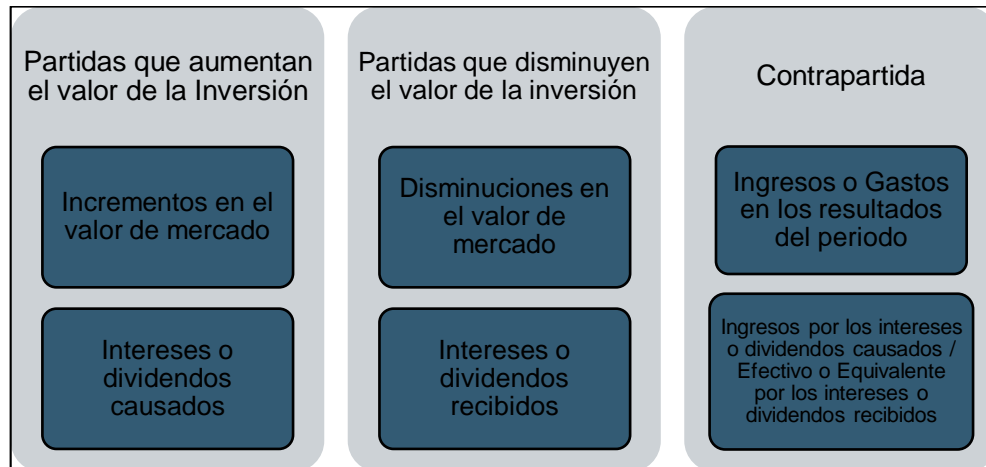 Partidas que aumentan
el valor de la Inversión
Incrementos en el
valor de mercado
Intereses o
dividendos
causados
Partidas que disminuyen
el valor de la inversión
Disminuciones en
el valor de
mercado
Intereses o
dividendos
recibidos
Contrapartida
Ingresos o Gastos
en los resultados
del periodo
Ingresos por los intereses
o dividendos causados /
Efectivo o Equivalente
por los intereses o
dividendos recibidos